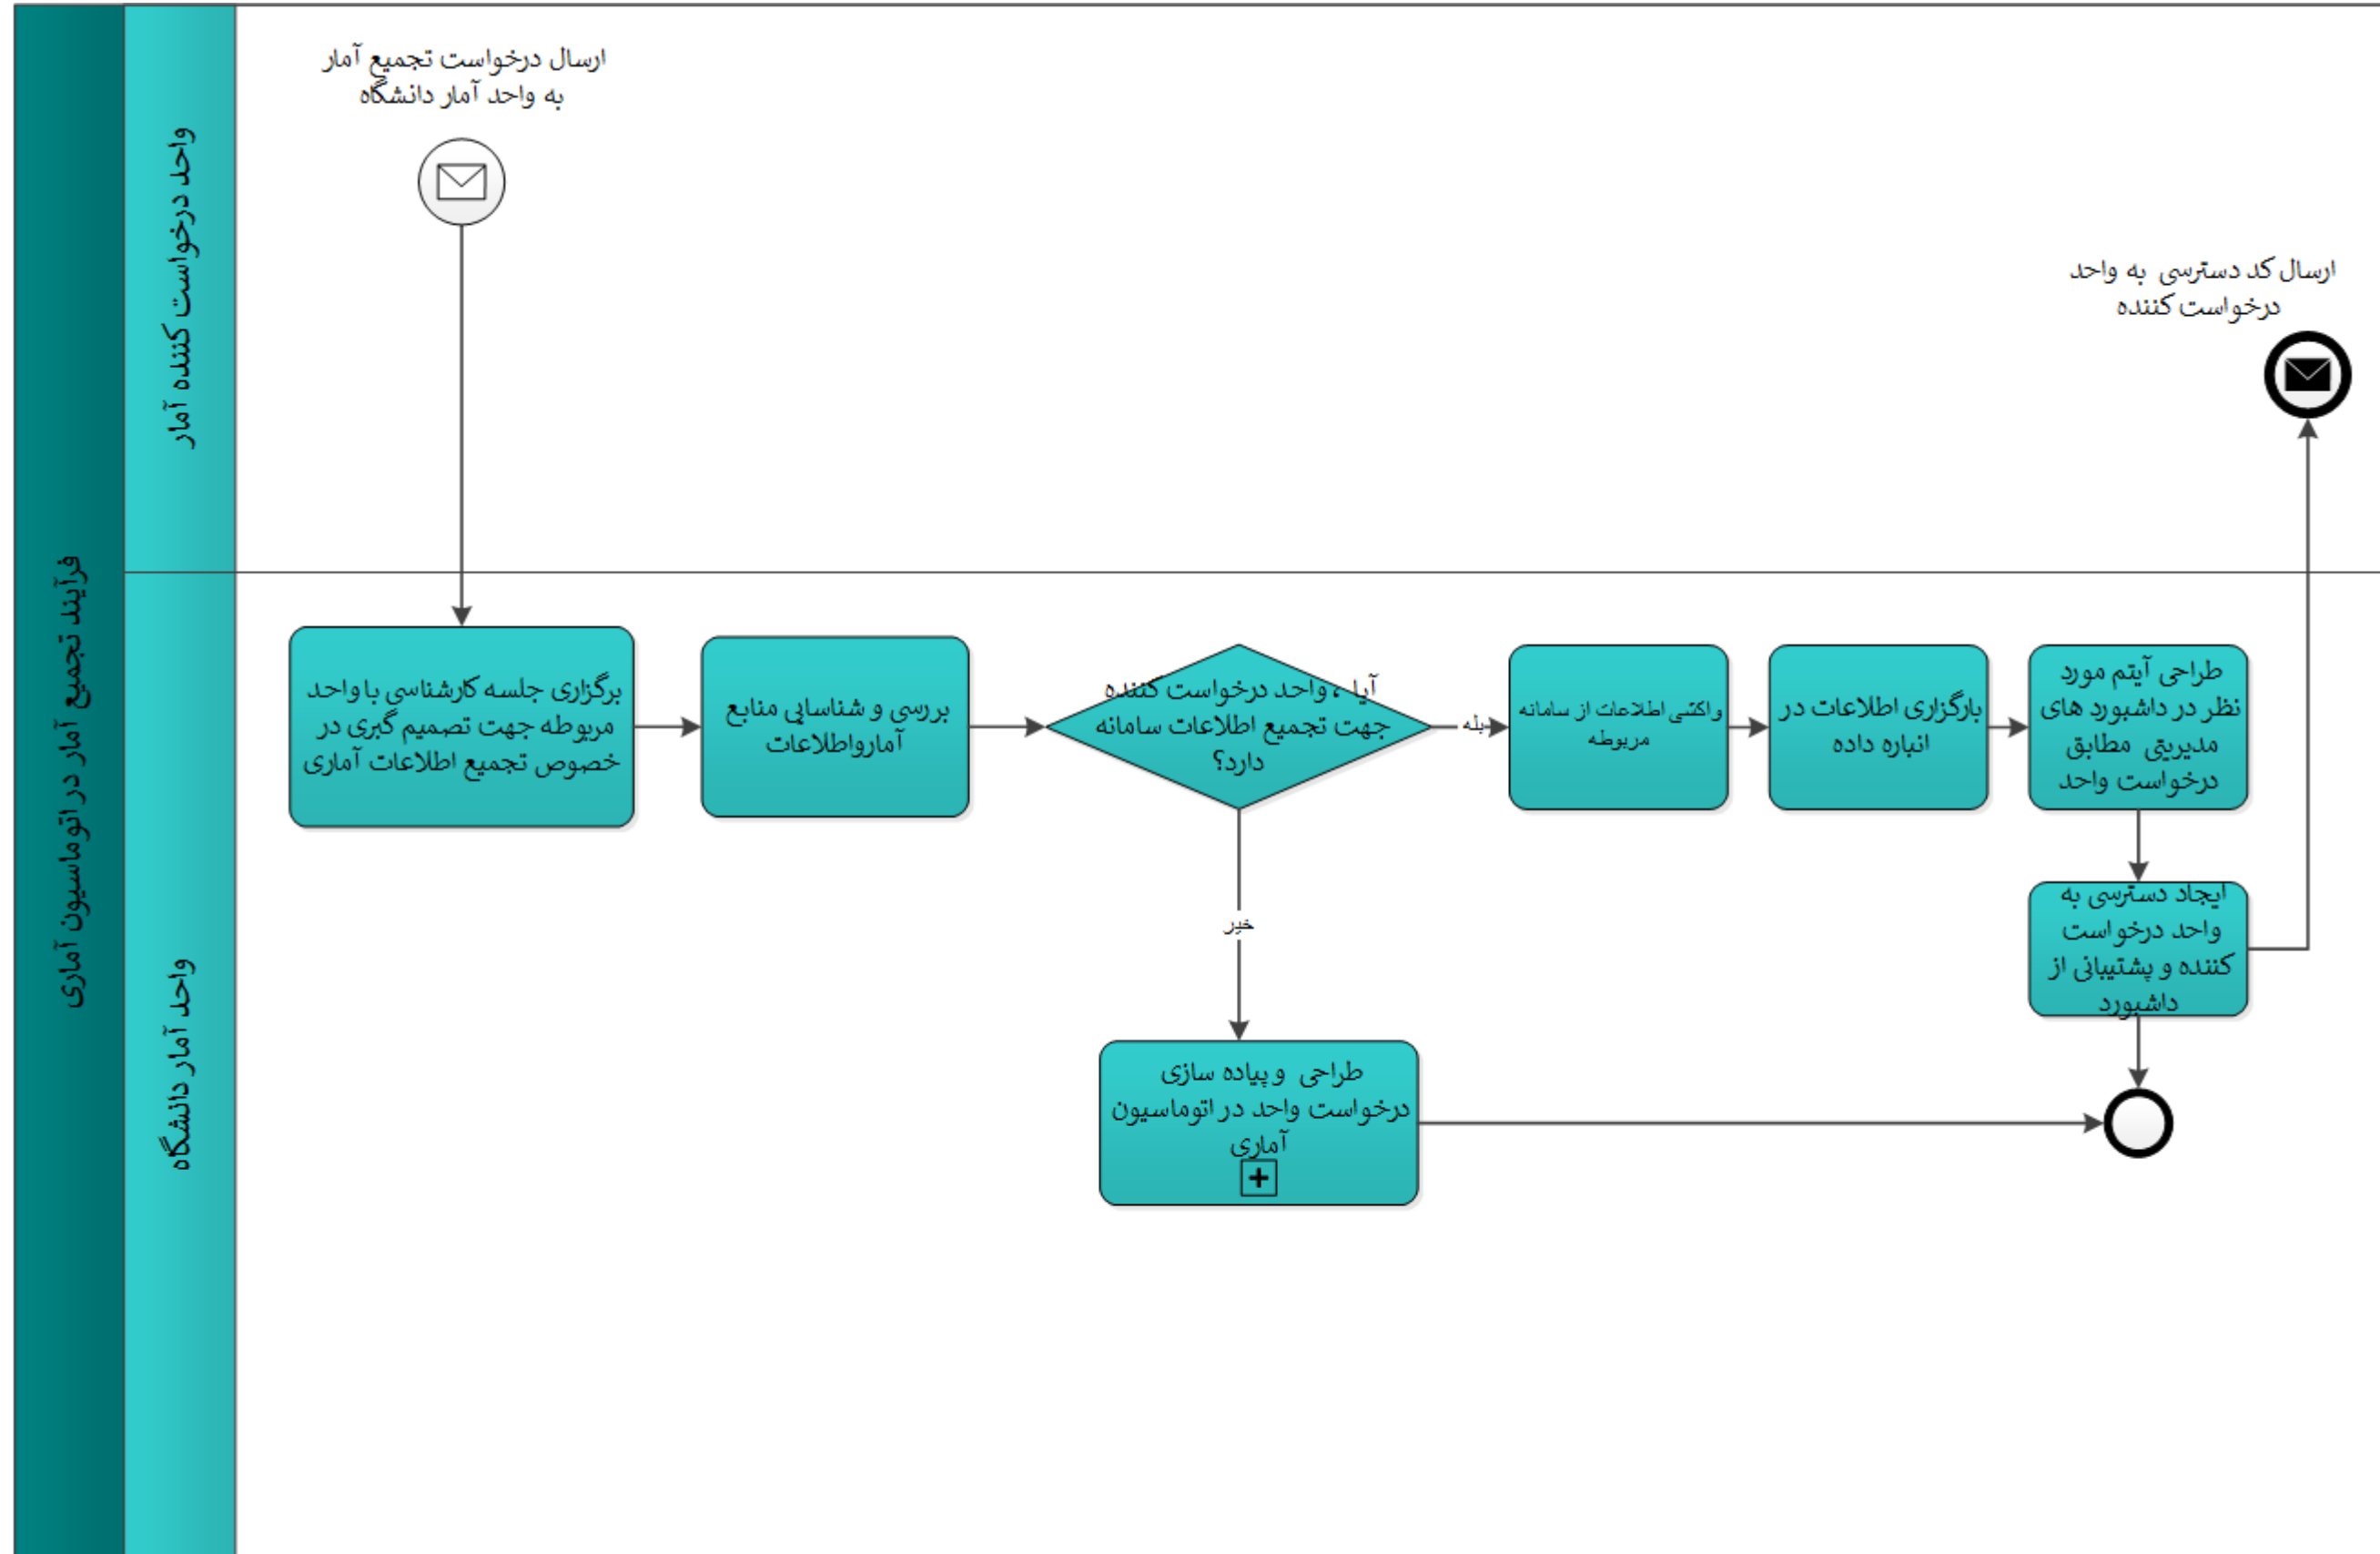 فرآیند تجمیع آمار در اتوماسیون آماری
واحد درخواست کننده آمار
ارسال درخواست تجمیع آمار
به واحد آمار دانشگاه
ارسال کد دسترسی به واحد
درخواست کننده
واحد آمار دانشگاه
برگزاری جلسه کارشناسی با واحد
مربوطه جهت تصمیم گیری در
خصوص تجمیع اطلاعات آماری
بررسی و شناسایی منابع
آمارواطلاعات
آیا ، واحد درخواست کننده
جهت تجمیع اطلاعات سامانه
دارد؟
بله
واکشی اطلاعات از سامانه
مربوطه
بارگزاری اطلاعات در
انباره داده
طراحی آیتم مورد
نظر در داشبورد های
مدیریتی مطابق
درخواست واحد
ایجاد دسترسی به
واحد درخواست
کننده و پشتیبانی از
داشبورد
خیر
طراحی و پیاده سازی
درخواست واحد در اتوماسیون
آماری